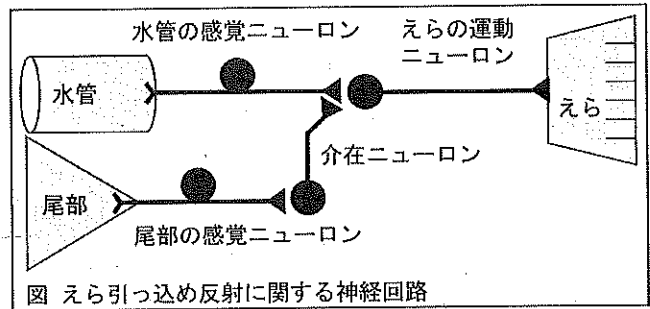 水管の感覚ニューロン
えらの運動
ニューロン
水管
えら
介在ニューロン
尾部
尾部の感覚ニューロン
図 えら引っ込め反射に関する神経回路